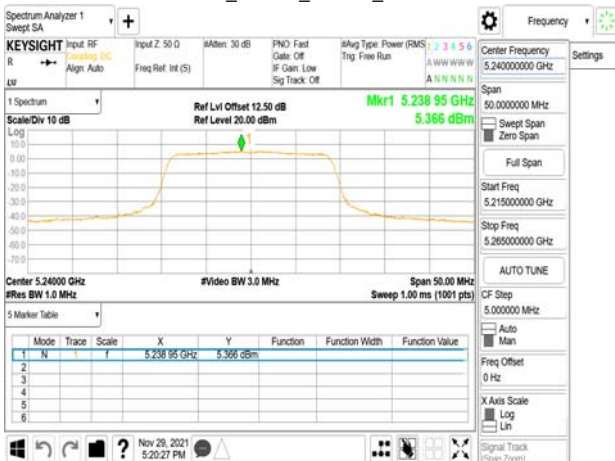 Spectrum Analyzer 1
Swept SA
+
Frequency
KEYSIGHT
R
Input: RF
Coupling: DC
Align: Auto
Input Z: 50 Ω
Freq Ref: Int (S)
#Atten: 30 dB
PNO: Fast
Gate: Off
IF Gain: Low
Sig Track: Off
#Avg Type: Power (RMS
Trig: Free Run
1 2 3 4 5 6
A W W W W W
A N N N N N
1 Spectrum
Scale/Div 10 dB
Ref Lvl Offset 12.50 dB
Ref Level 20.00 dBm
Mkr1 5.238 95 GHz
5.366 dBm
Log
10.0
0.00
-10.0
-20.0
-30.0
-40.0
-50.0
-60.0
-70.0
1
Center 5.24000 GHz
#Res BW 1.0 MHz
#Video BW 3.0 MHz
Span 50.00 MHz
Sweep 1.00 ms (1001 pts)
5 Marker Table
Mode Trace Scale X Y Function Function Width Function Value
1 N 1 f 5.238 95 GHz 5.366 dBm
2
3
4
5
6
?
Nov 29, 2021
5:20:27 PM
Center Frequency
5.240000000 GHz
Settings
Span
50.0000000 MHz
Swept Span
Zero Span
Full Span
Start Freq
5.215000000 GHz
Stop Freq
5.265000000 GHz
AUTO TUNE
CF Step
5.000000 MHz
Auto
Man
Freq Offset
0 Hz
X Axis Scale
Log
Lin
Signal Track
(Span Zoom)